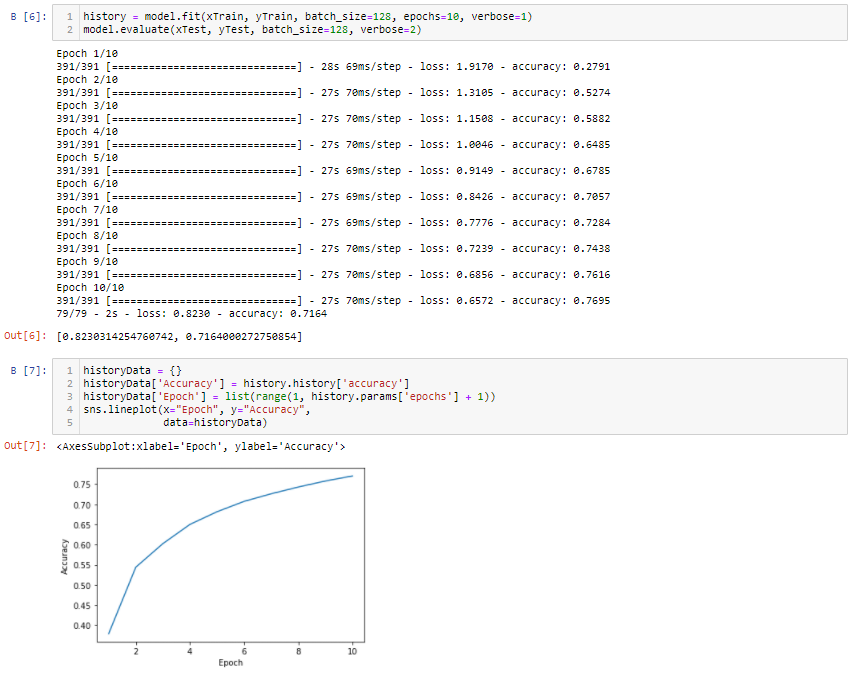 В [6]: 1 history = model.fit(xTrain, yTrain, batch_size=128, epochs=10, verbose=1)
2 model.evaluate(xTest, yTest, batch_size=128, verbose=2)
Epoch 1/10
391/391 [==============================] - 28s 69ms/step - loss: 1.9170 - accuracy: 0.2791
Epoch 2/10
391/391 [==============================] - 27s 70ms/step - loss: 1.3105 - accuracy: 0.5274
Epoch 3/10
391/391 [==============================] - 27s 70ms/step - loss: 1.1508 - accuracy: 0.5882
Epoch 4/10
391/391 [==============================] - 27s 70ms/step - loss: 1.0046 - accuracy: 0.6485
Epoch 5/10
391/391 [==============================] - 27s 69ms/step - loss: 0.9149 - accuracy: 0.6785
Epoch 6/10
391/391 [==============================] - 27s 69ms/step - loss: 0.8426 - accuracy: 0.7057
Epoch 7/10
391/391 [==============================] - 27s 69ms/step - loss: 0.7776 - accuracy: 0.7284
Epoch 8/10
391/391 [==============================] - 27s 70ms/step - loss: 0.7239 - accuracy: 0.7438
Epoch 9/10
391/391 [==============================] - 27s 70ms/step - loss: 0.6856 - accuracy: 0.7616
Epoch 10/10
391/391 [==============================] - 27s 70ms/step - loss: 0.6572 - accuracy: 0.7695
79/79 - 2s - loss: 0.8230 - accuracy: 0.7164
Out[6]: [0.8230314254760742, 0.7164000272750854]
В [7]: 1 historyData = {}
2 historyData['Accuracy'] = history.history['accuracy']
3 historyData['Epoch'] = list(range(1, history.params['epochs'] + 1))
4 sns.lineplot(x="Epoch", y="Accuracy",
5 data=historyData)
Out[7]: <AxesSubplot:xlabel='Epoch', ylabel='Accuracy'>
0.75
0.70
0.65
0.60
0.55
0.50
0.45
0.40
Accuracy
2 4 6 8 10
Epoch